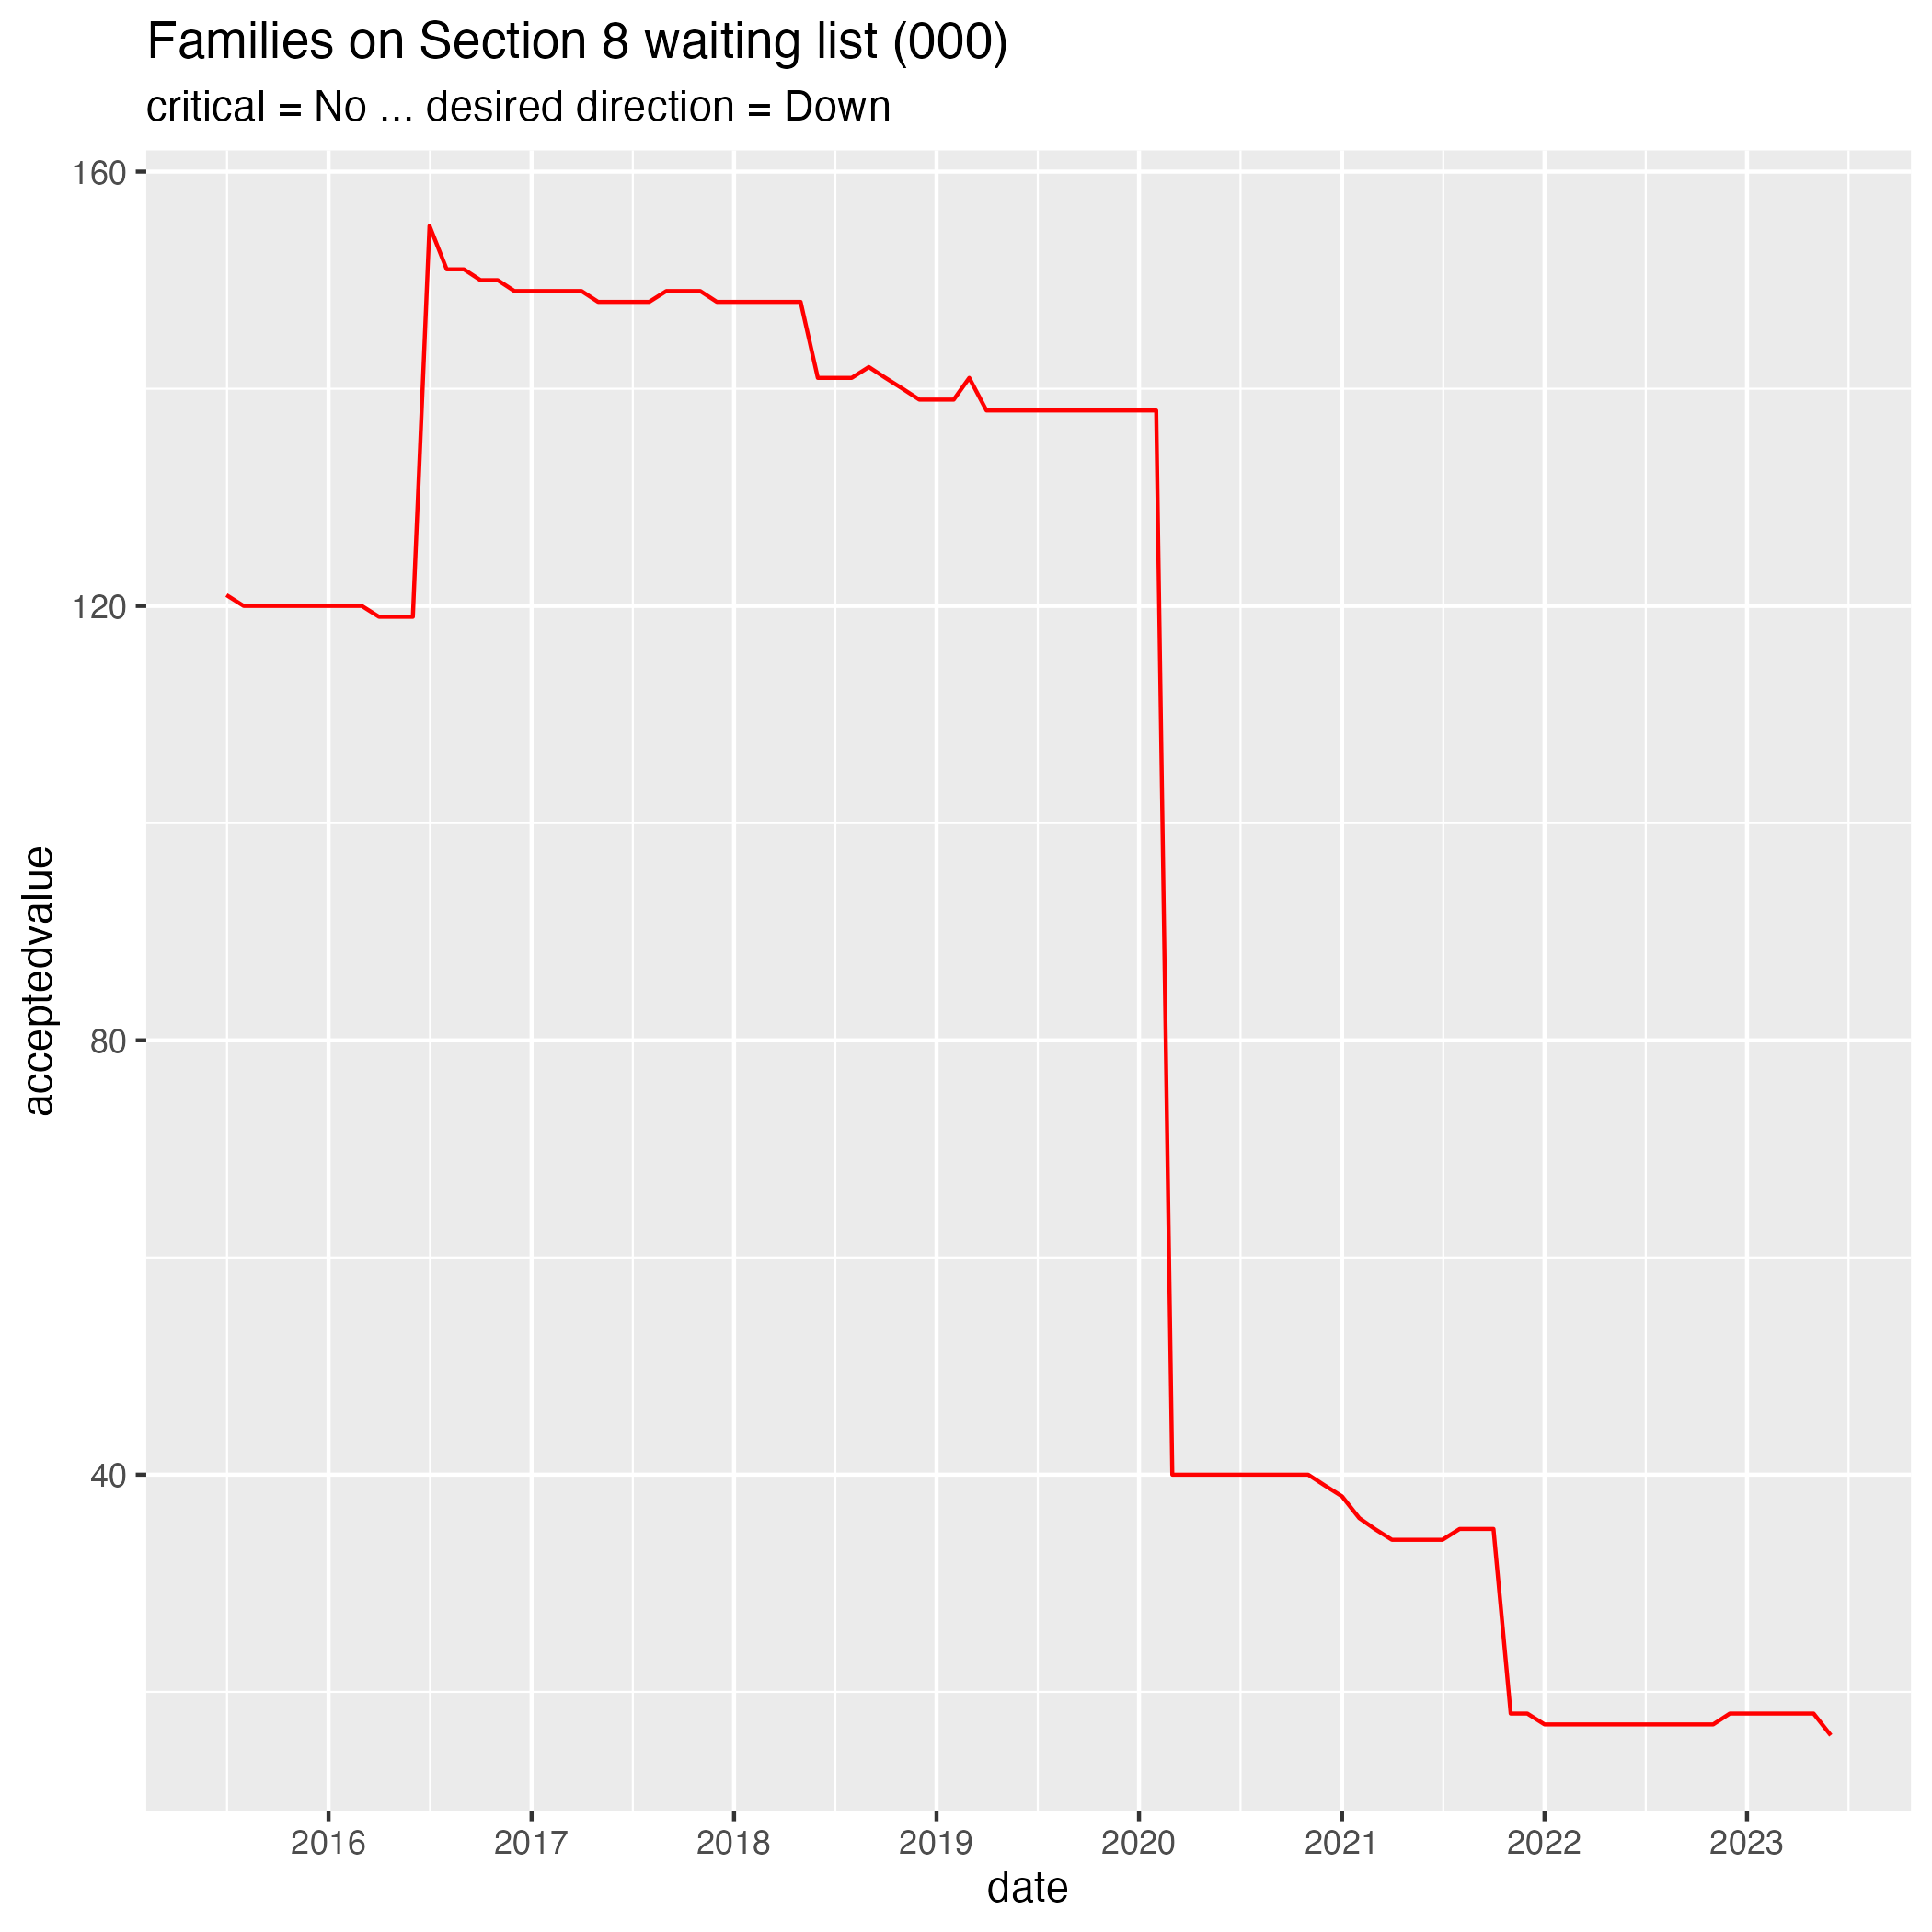 Families on Section 8 waiting list (000)
critical = No ... desired direction = Down
acceptedvalue
160
120
80
40
2016 2017 2018 2019 2020 2021 2022 2023
date